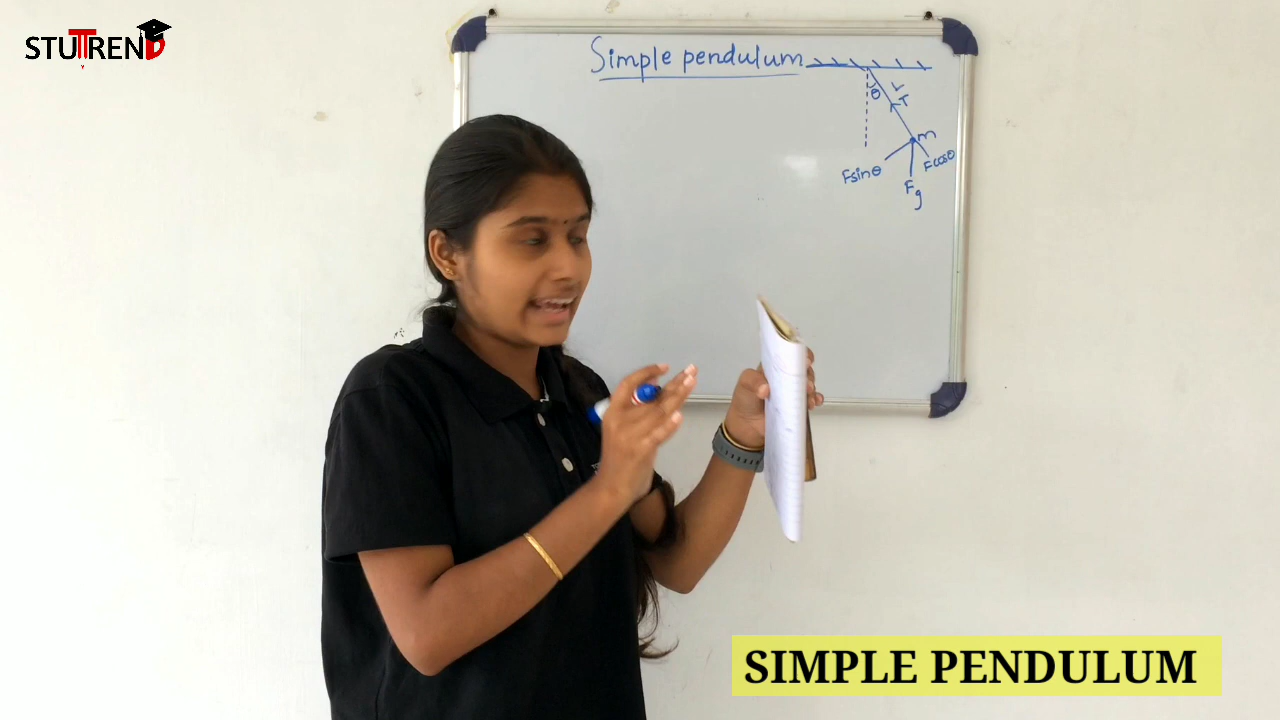 STUTREND
Simple pendulum
θ
L
T
m
Fsinθ
Fcosθ
Fg
SIMPLE PENDULUM